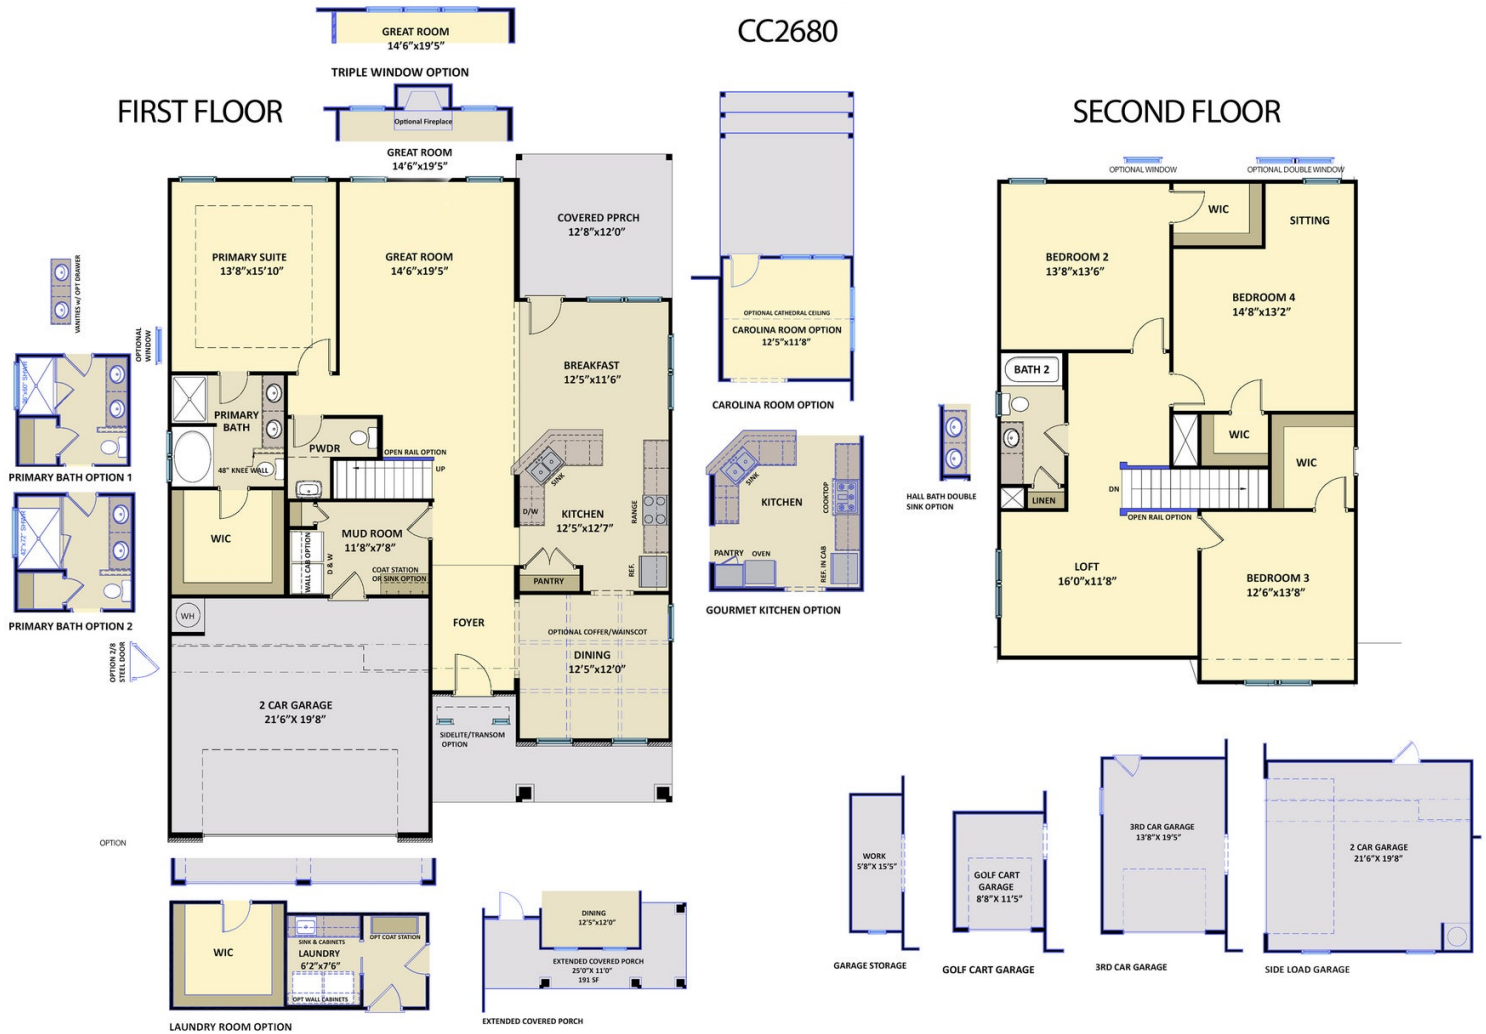 CC2680
GREAT ROOM
14'6"x19'5"
TRIPLE WINDOW OPTION
FIRST FLOOR
Optional Fireplace
GREAT ROOM
14'6"x19'5"
SECOND FLOOR
COVERED PPRCH
12'8"x12'0"
PRIMARY SUITE
13'8"x15'10"
GREAT ROOM
14'6"x19'5"
VANITIES w/ OPT DRAWER
OPTIONAL
WINDOW
PRIMARY BATH OPTION 1
PRIMARY
BATH
48" KNEE WALL
PWDR
OPEN RAIL OPTION
UP
BREAKFAST
12'5"x11'6"
SINK
D/W
KITCHEN
12'5"x12'7"
RANGE
REF.
PANTRY
WIC
MUD ROOM
11'8"x7'8"
WALL CAB OPTION
D & W
COAT STATION
OR SINK OPTION
42"x72" SHWR
PRIMARY BATH OPTION 2
OPTION 2/8
STEEL DOOR
WH
FOYER
OPTIONAL COFFER/WAINSCOT
DINING
12'5"x12'0"
2 CAR GARAGE
21'6"X 19'8"
SIDELITE/TRANSOM
OPTION
OPTION
OPTIONAL CATHEDRAL CEILING
CAROLINA ROOM OPTION
12'5"x11'8"
CAROLINA ROOM OPTION
SINK
KITCHEN
COOKTOP
PANTRY
OVEN
REF. IN CAB
GOURMET KITCHEN OPTION
HALL BATH DOUBLE
SINK OPTION
OPTIONAL WINDOW
OPTIONAL DOUBLE WINDOW
WIC
SITTING
BEDROOM 2
13'8"x13'6"
BEDROOM 4
14'8"x13'2"
BATH 2
WIC
WIC
DN
LINEN
OPEN RAIL OPTION
LOFT
16'0"x11'8"
BEDROOM 3
12'6"x13'8"
WIC
SINK & CABINETS
LAUNDRY
6'2"x7'6"
OPT WALL CABINETS
OPT COAT STATION
LAUNDRY ROOM OPTION
DINING
12'5"x12'0"
EXTENDED COVERED PORCH
25'0"X 11'0"
191 SF
EXTENDED COVERED PORCH
WORK
5'8"X 15'5"
GARAGE STORAGE
GOLF CART
GARAGE
8'8"X 11'5"
GOLF CART GARAGE
3RD CAR GARAGE
13'8"X 19'5"
3RD CAR GARAGE
2 CAR GARAGE
21'6"X 19'8"
SIDE LOAD GARAGE